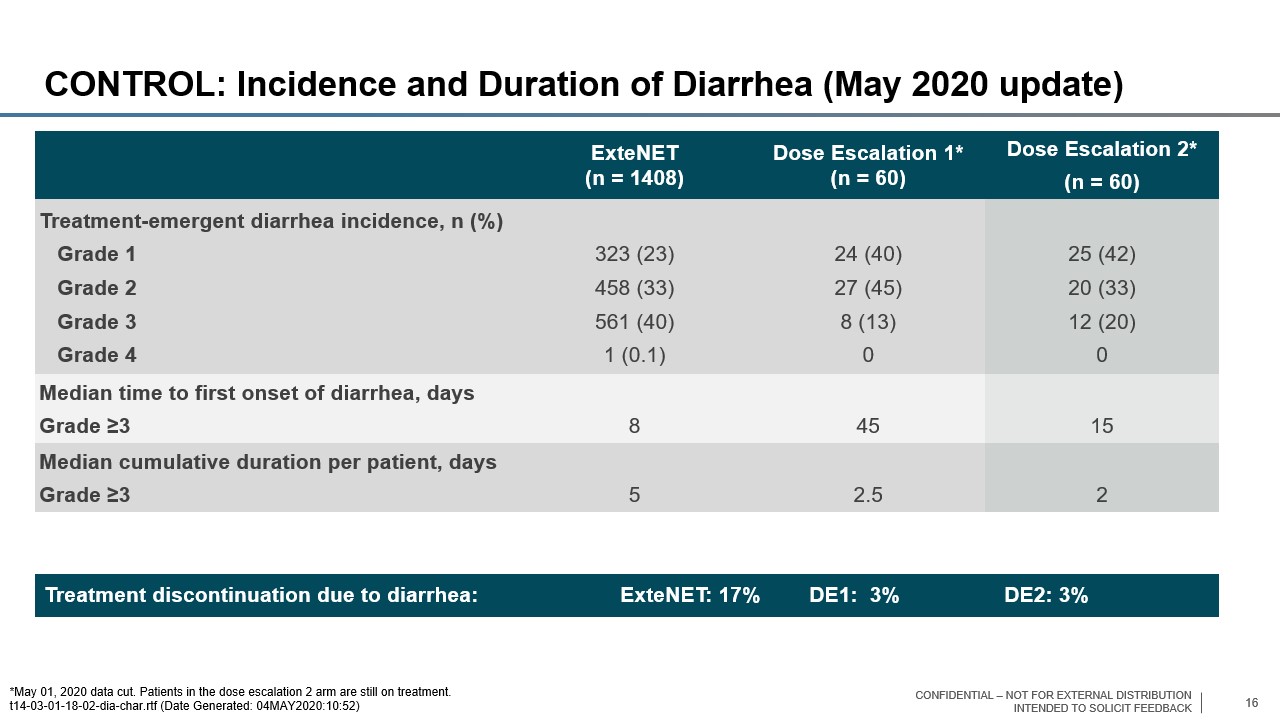 CONTROL: Incidence and Duration of Diarrhea (May 2020 update)
ExteNET Dose Escalation 1* Dose Escalation 2*
(n = 1408) (n = 60) (n = 60)
Treatment-emergent diarrhea incidence, n (%)
Grade 1 323 (23) 24 (40) 25 (42)
Grade 2 458 (33) 27 (45) 20 (33)
Grade 3 561 (40) 8 (13) 12 (20)
Grade 4 1 (0.1) 0 0
Median time to first onset of diarrhea, days
Grade ≥3 8 45 15
Median cumulative duration per patient, days
Grade ≥3 5 2.5 2
Treatment discontinuation due to diarrhea: ExteNET: 17% DE1: 3% DE2: 3%
*May 01, 2020 data cut. Patients in the dose escalation 2 arm are still on treatment.
t14-03-01-18-02-dia-char.rtf (Date Generated: 04MAY2020:10:52)
CONFIDENTIAL – NOT FOR EXTERNAL DISTRIBUTION
INTENDED TO SOLICIT FEEDBACK
16